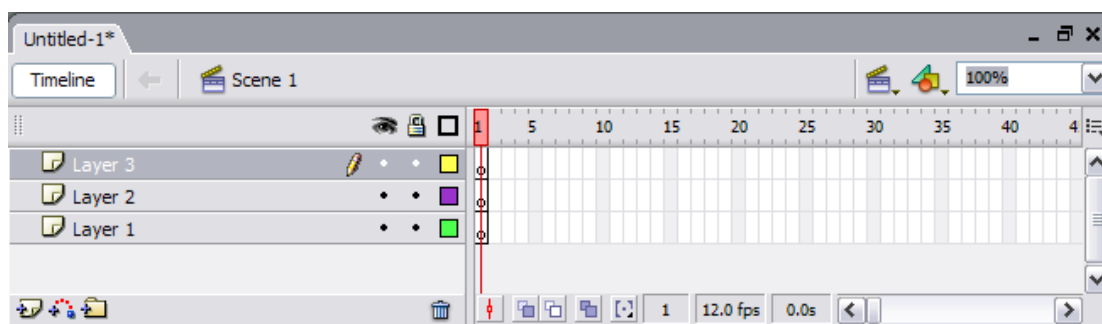 Untitled-1*
Timeline Scene 1 100%
1 5 10 15 20 25 30 35 40 4
Layer 3
Layer 2
Layer 1
1 12.0 fps 0.0s